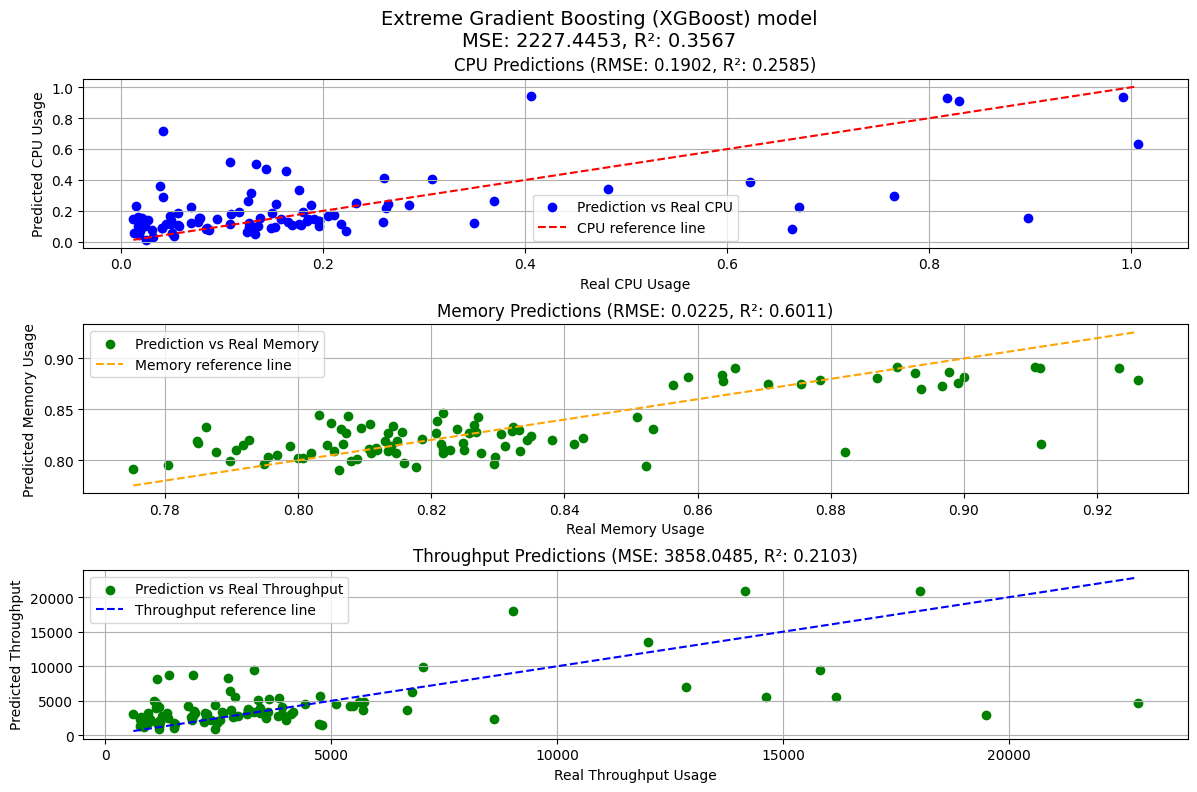 Extreme Gradient Boosting (XGBoost) model
MSE: 2227.4453, R²: 0.3567
CPU Predictions (RMSE: 0.1902, R²: 0.2585)
Predicted CPU Usage
1.0
0.8
0.6
0.4
0.2
0.0
Prediction vs Real CPU
CPU reference line
0.0 0.2 0.4 0.6 0.8 1.0
Real CPU Usage
Memory Predictions (RMSE: 0.0225, R²: 0.6011)
Predicted Memory Usage
0.90
0.85
0.80
Prediction vs Real Memory
Memory reference line
0.78 0.80 0.82 0.84 0.86 0.88 0.90 0.92
Real Memory Usage
Throughput Predictions (MSE: 3858.0485, R²: 0.2103)
Predicted Throughput
20000
15000
10000
5000
0
Prediction vs Real Throughput
Throughput reference line
0 5000 10000 15000 20000
Real Throughput Usage